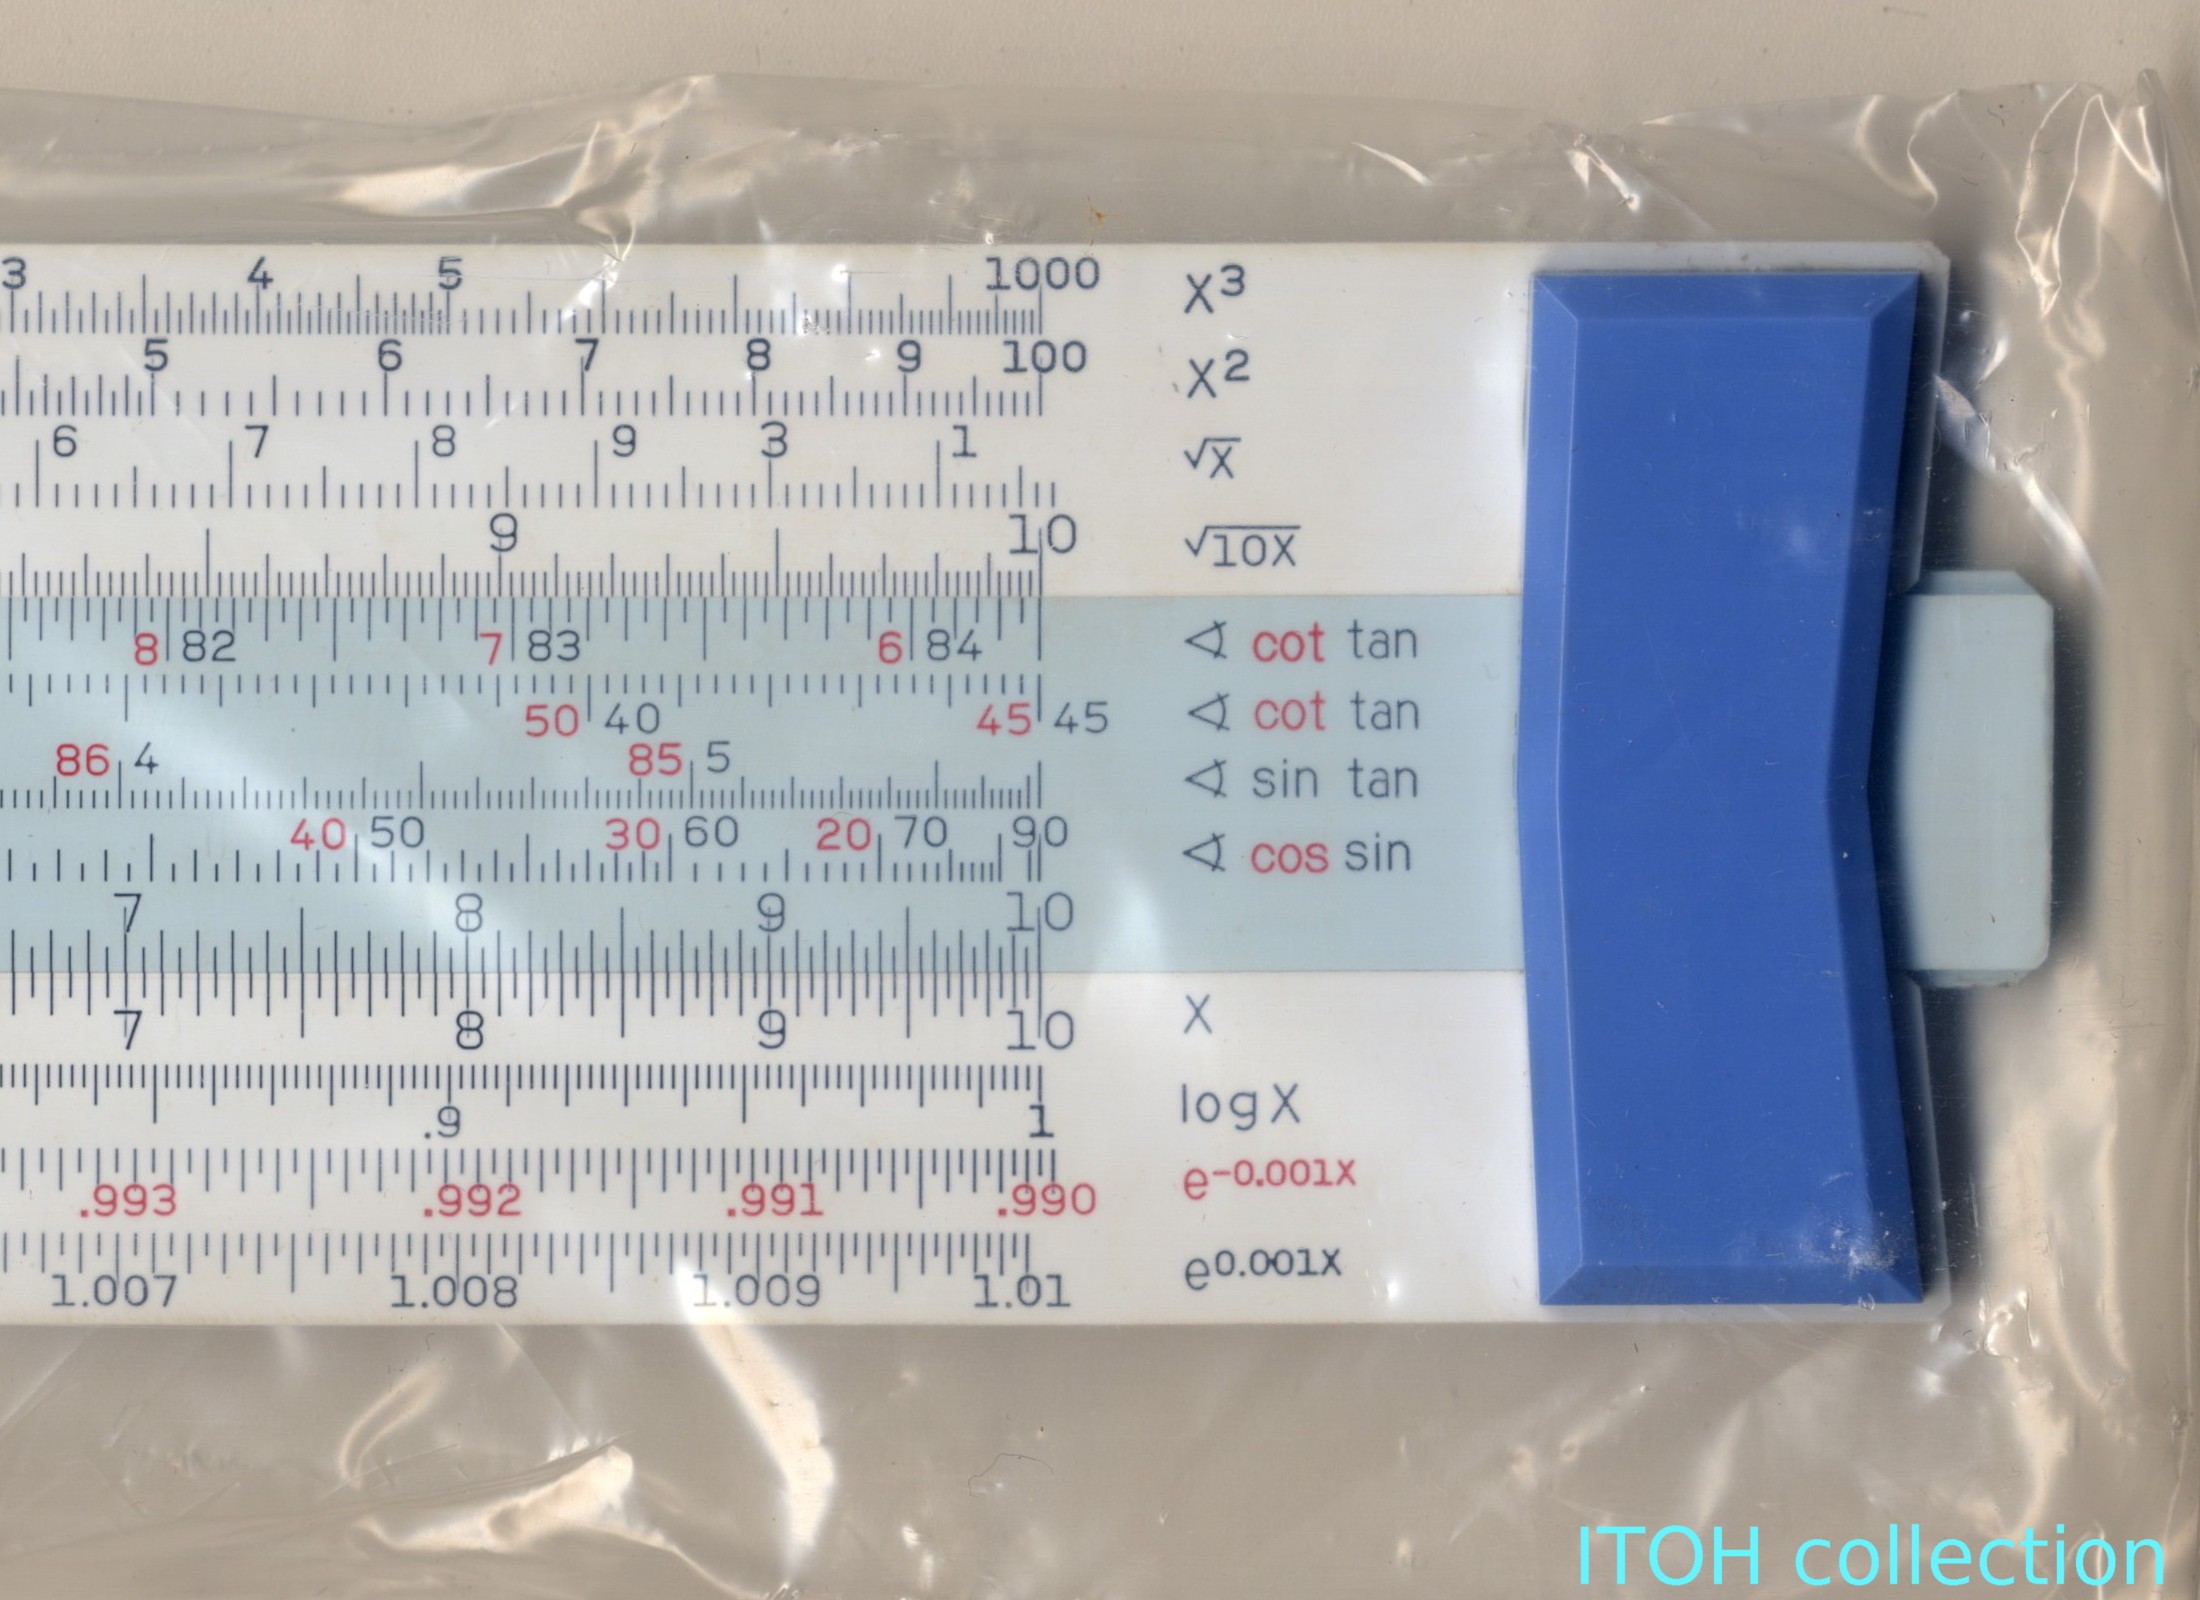 3 4 5 1000 X³
5 6 7 8 9 100 X²
6 7 8 9 3 1 √X
9 10 √10X
8 82 7 83 6 84 ∢ cot tan
50 40 45 45 ∢ cot tan
86 4 85 5 ∢ sin tan
40 50 30 60 20 70 90 ∢ cos sin
7 8 9 10
7 8 9 10 X
.9 1 log X
.993 .992 .991 .990 e⁻⁰·⁰⁰¹ˣ
1.007 1.008 1.009 1.01 e⁰·⁰⁰¹ˣ
ITOH collection